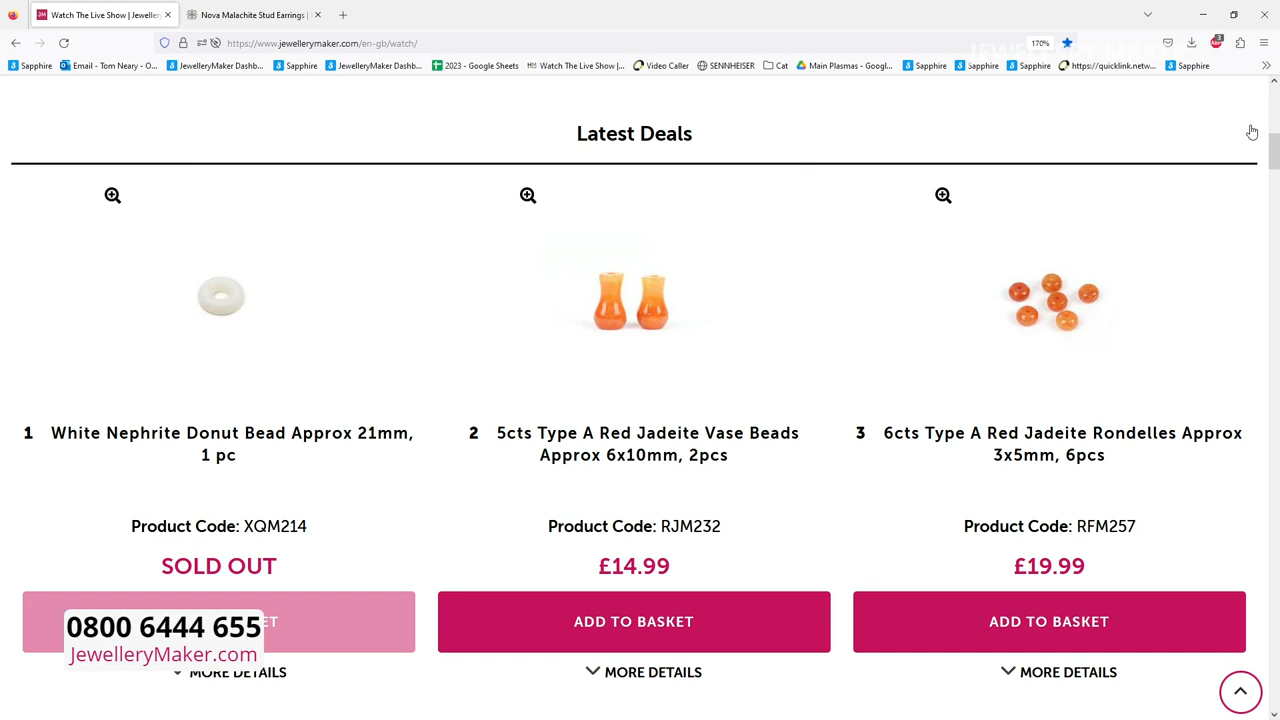 Watch The Live Show | Jeweller
Nova Malachite Stud Earrings |
https://www.jewellerymaker.com/en-gb/watch/
170%
3
Sapphire
Email - Tom Neary - O...
JewelleryMaker Dashb...
Sapphire
JewelleryMaker Dashb...
2023 - Google Sheets
Watch The Live Show |...
Video Caller
SENNHEISER
Cat
Main Plasmas - Googl...
Sapphire
Sapphire
Sapphire
https://quicklink.netw...
Sapphire
Latest Deals
1 White Nephrite Donut Bead Approx 21mm,
1 pc
Product Code: XQM214
SOLD OUT
ET
MORE DETAILS
2 5cts Type A Red Jadeite Vase Beads
Approx 6x10mm, 2pcs
Product Code: RJM232
£14.99
ADD TO BASKET
MORE DETAILS
3 6cts Type A Red Jadeite Rondelles Approx
3x5mm, 6pcs
Product Code: RFM257
£19.99
ADD TO BASKET
MORE DETAILS
0800 6444 655
JewelleryMaker.com